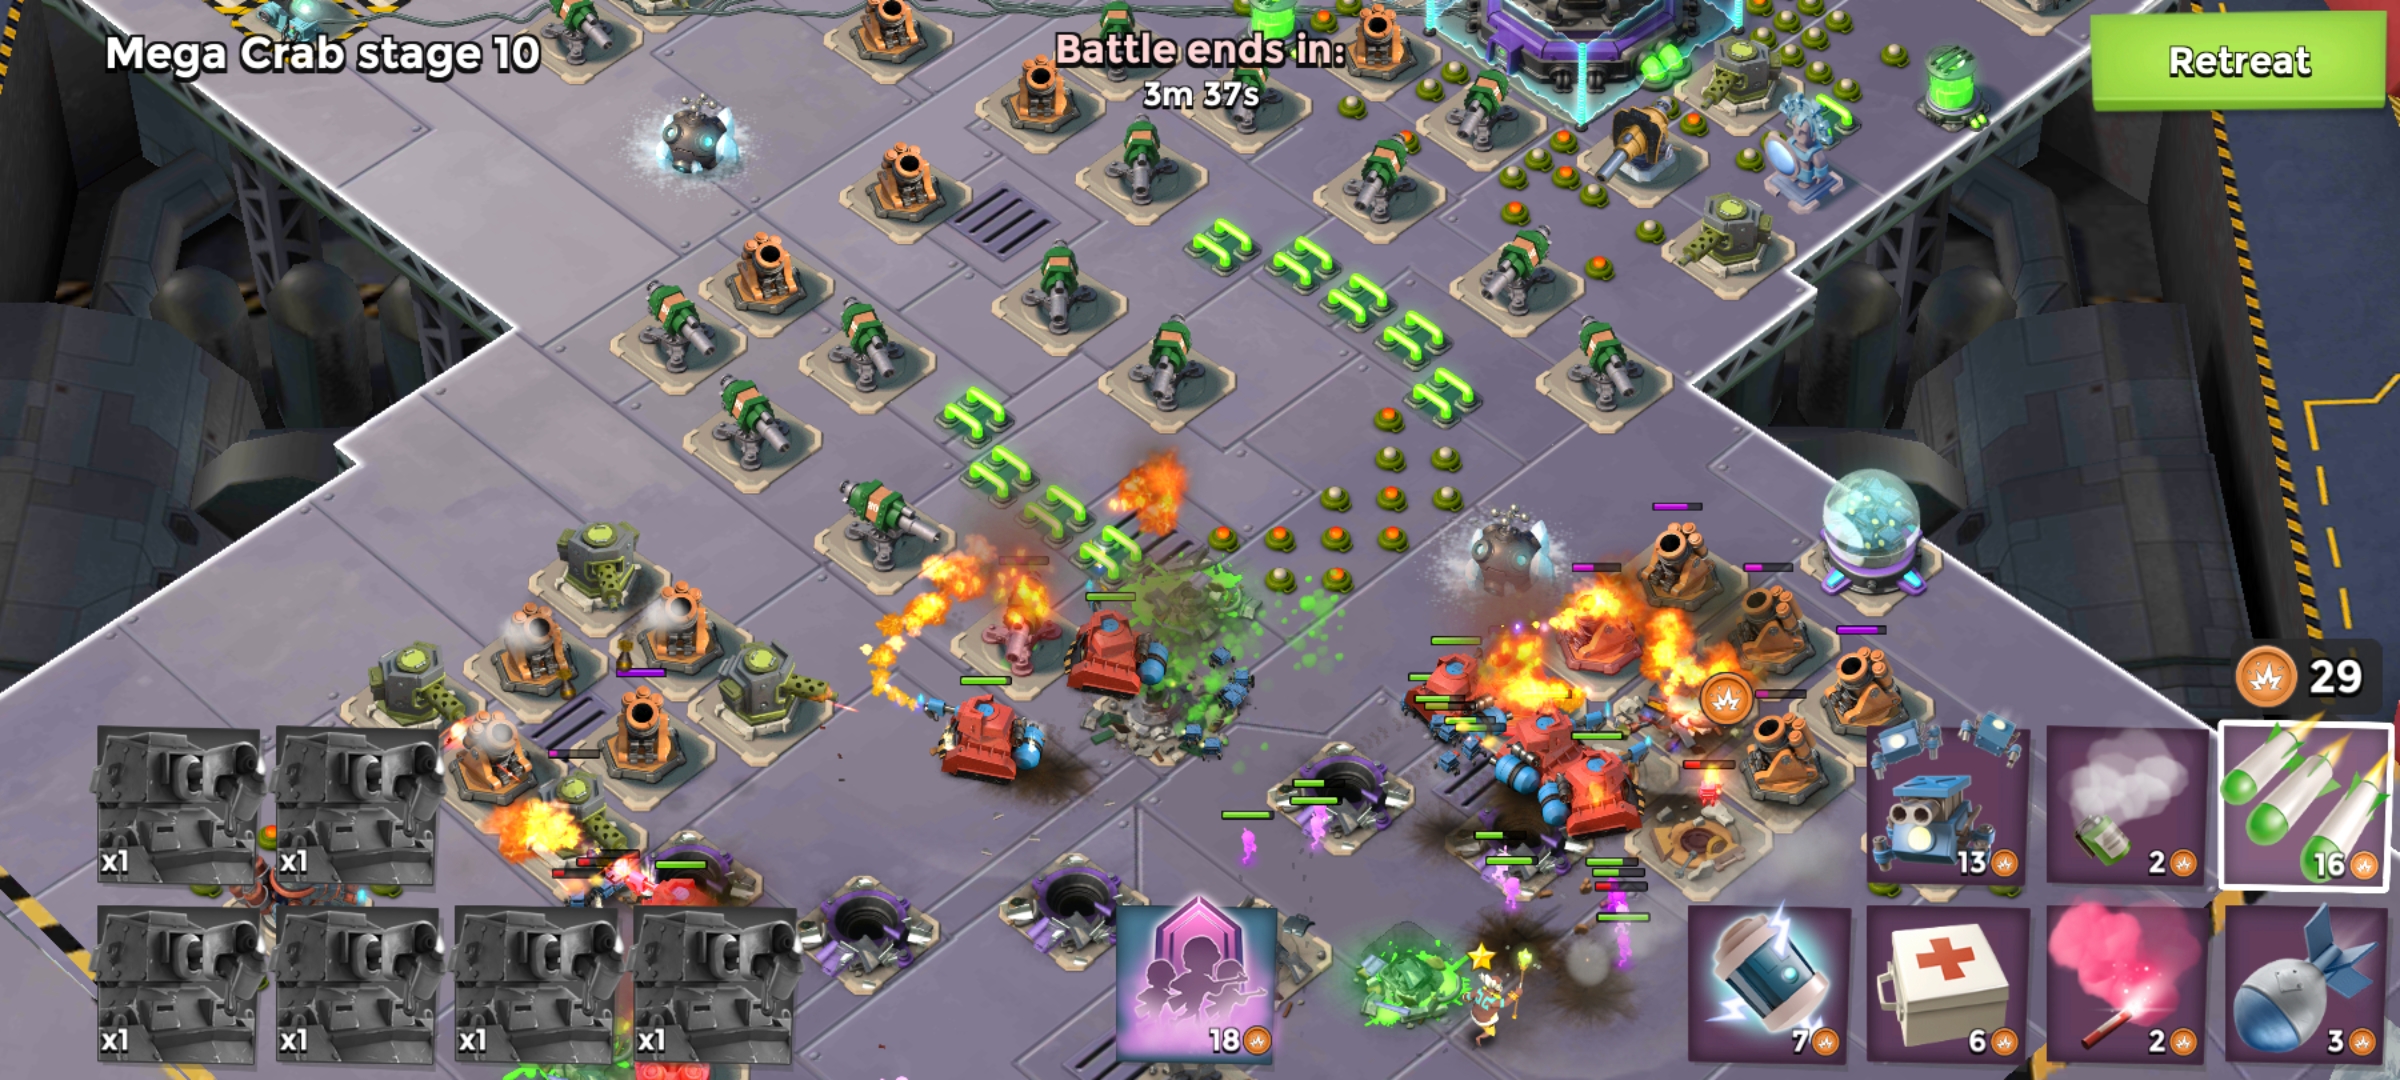 Mega Crab stage 10
Battle ends in:
3m 37s
Retreat
29
x1
x1
13
2
16
x1
x1
x1
x1
18
7
6
2
3